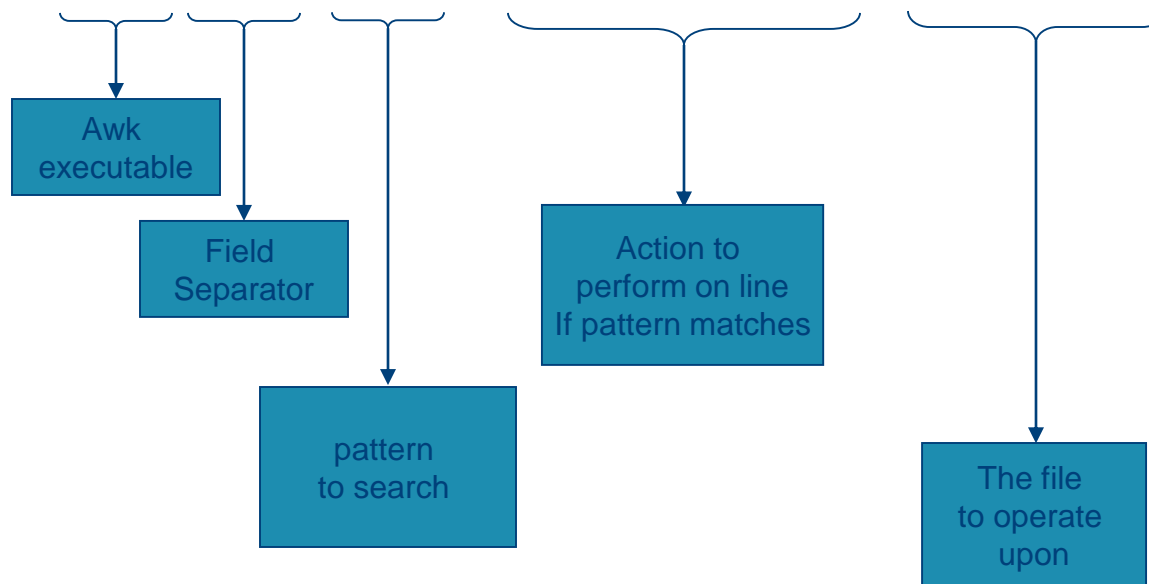 Awk
executable
Field
Separator
pattern
to search
Action to
perform on line
If pattern matches
The file
to operate
upon